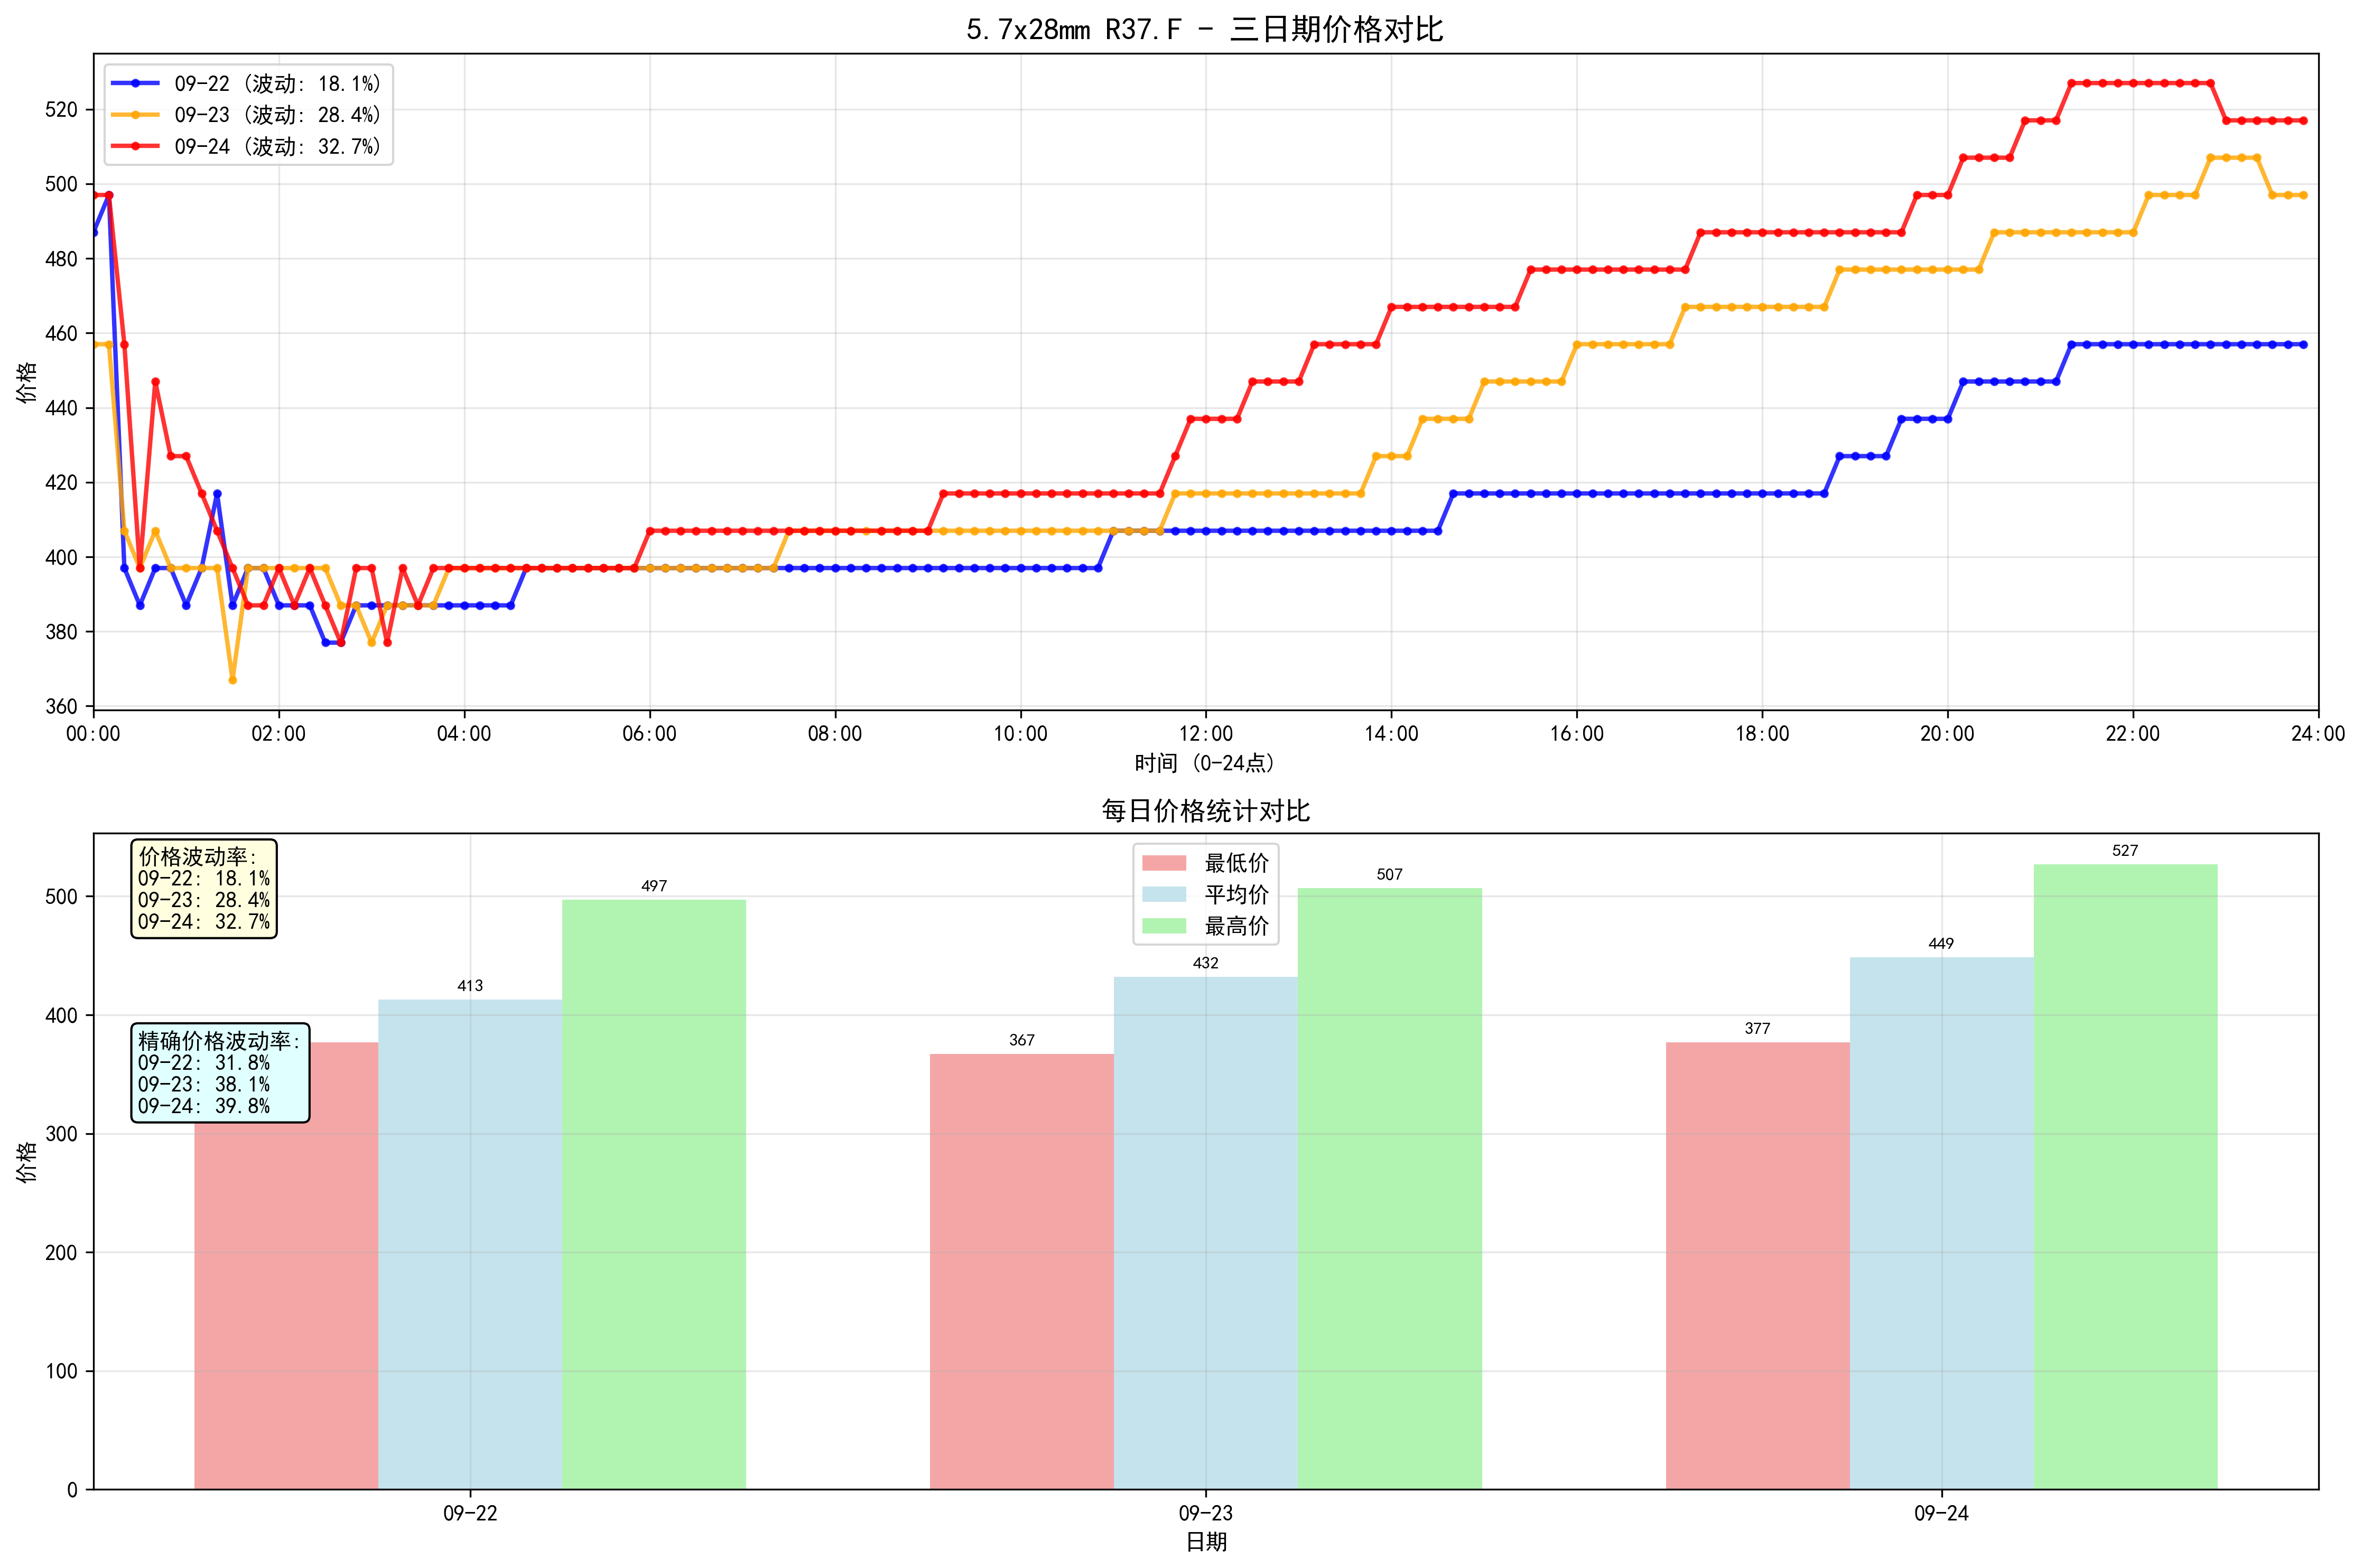 5.7x28mm R37.F - 三日期价格对比
09-22 (波动: 18.1%)
09-23 (波动: 28.4%)
09-24 (波动: 32.7%)
价格
520
500
480
460
440
420
400
380
360
00:00 02:00 04:00 06:00 08:00 10:00 12:00 14:00 16:00 18:00 20:00 22:00 24:00
时间 (0-24点)
每日价格统计对比
价格波动率:
09-22: 18.1%
09-23: 28.4%
09-24: 32.7%
精确价格波动率:
09-22: 31.8%
09-23: 38.1%
09-24: 39.8%
最低价
平均价
最高价
413
497
367
432
507
377
449
527
价格
500
400
300
200
100
0
09-22 09-23 09-24
日期